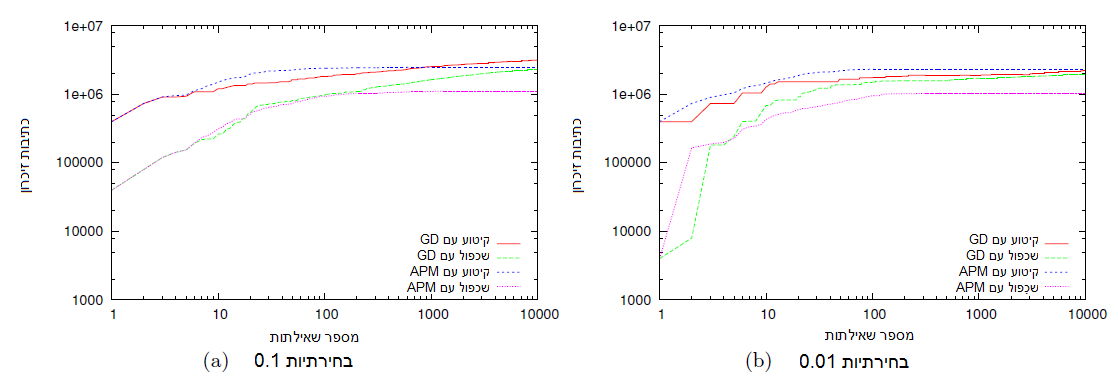 1e+07
1e+06
100000
10000
1000
כתיבות זיכרון
קיטוע עם GD
שכפול עם GD
קיטוע עם APM
שכפול עם APM
1 10 100 1000 10000
מספר שאילתות
(a) בחירתיות 0.1
1e+07
1e+06
100000
10000
1000
כתיבות זיכרון
קיטוע עם GD
שכפול עם GD
קיטוע עם APM
שכפול עם APM
1 10 100 1000 10000
מספר שאילתות
(b) בחירתיות 0.01